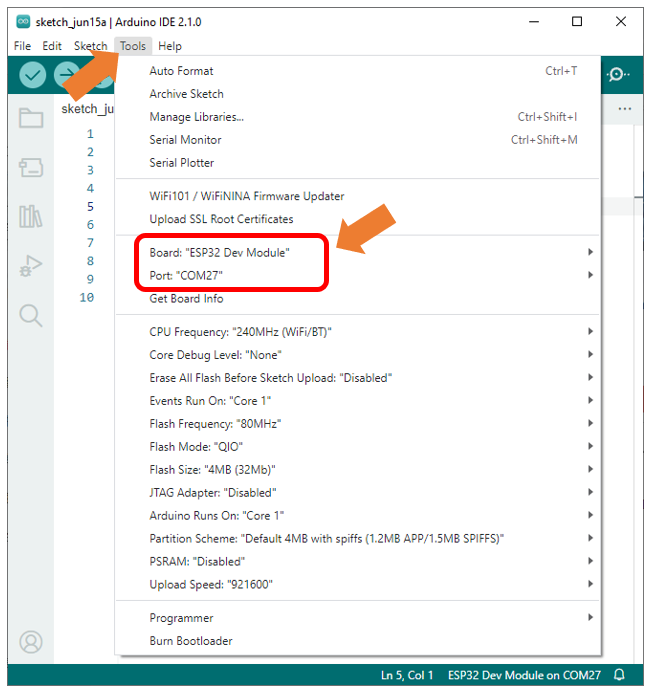 sketch_jun15a | Arduino IDE 2.1.0
File Edit Sketch Tools Help
sketch_ju
1
2
3
4
5
6
7
8
9
10
Auto Format Ctrl+T
Archive Sketch
Manage Libraries... Ctrl+Shift+I
Serial Monitor Ctrl+Shift+M
Serial Plotter
WiFi101 / WiFiNINA Firmware Updater
Upload SSL Root Certificates
Board: "ESP32 Dev Module"
Port: "COM27"
Get Board Info
CPU Frequency: "240MHz (WiFi/BT)"
Core Debug Level: "None"
Erase All Flash Before Sketch Upload: "Disabled"
Events Run On: "Core 1"
Flash Frequency: "80MHz"
Flash Mode: "QIO"
Flash Size: "4MB (32Mb)"
JTAG Adapter: "Disabled"
Arduino Runs On: "Core 1"
Partition Scheme: "Default 4MB with spiffs (1.2MB APP/1.5MB SPIFFS)"
PSRAM: "Disabled"
Upload Speed: "921600"
Programmer
Burn Bootloader
Ln 5, Col 1 ESP32 Dev Module on COM27